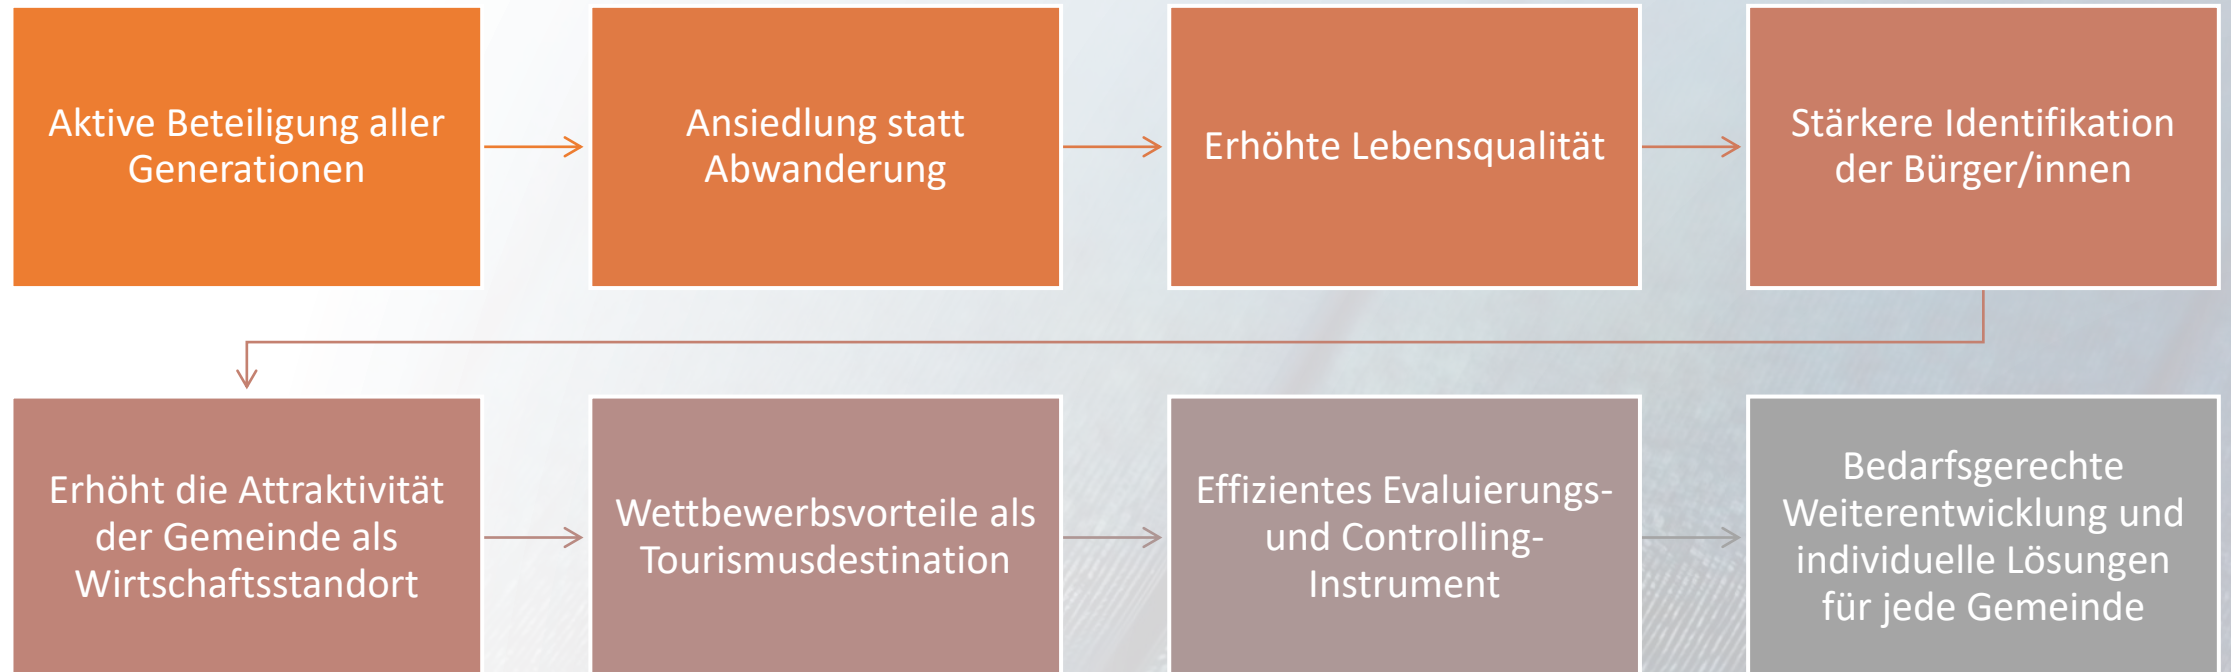 Aktive Beteiligung aller
Generationen
Ansiedlung statt
Abwanderung
Erhöhte Lebensqualität
Stärkere Identifikation
der Bürger/innen
Erhöht die Attraktivität
der Gemeinde als
Wirtschaftsstandort
Wettbewerbsvorteile als
Tourismusdestination
Effizientes Evaluierungs-
und Controlling-
Instrument
Bedarfsgerechte
Weiterentwicklung und
individuelle Lösungen
für jede Gemeinde